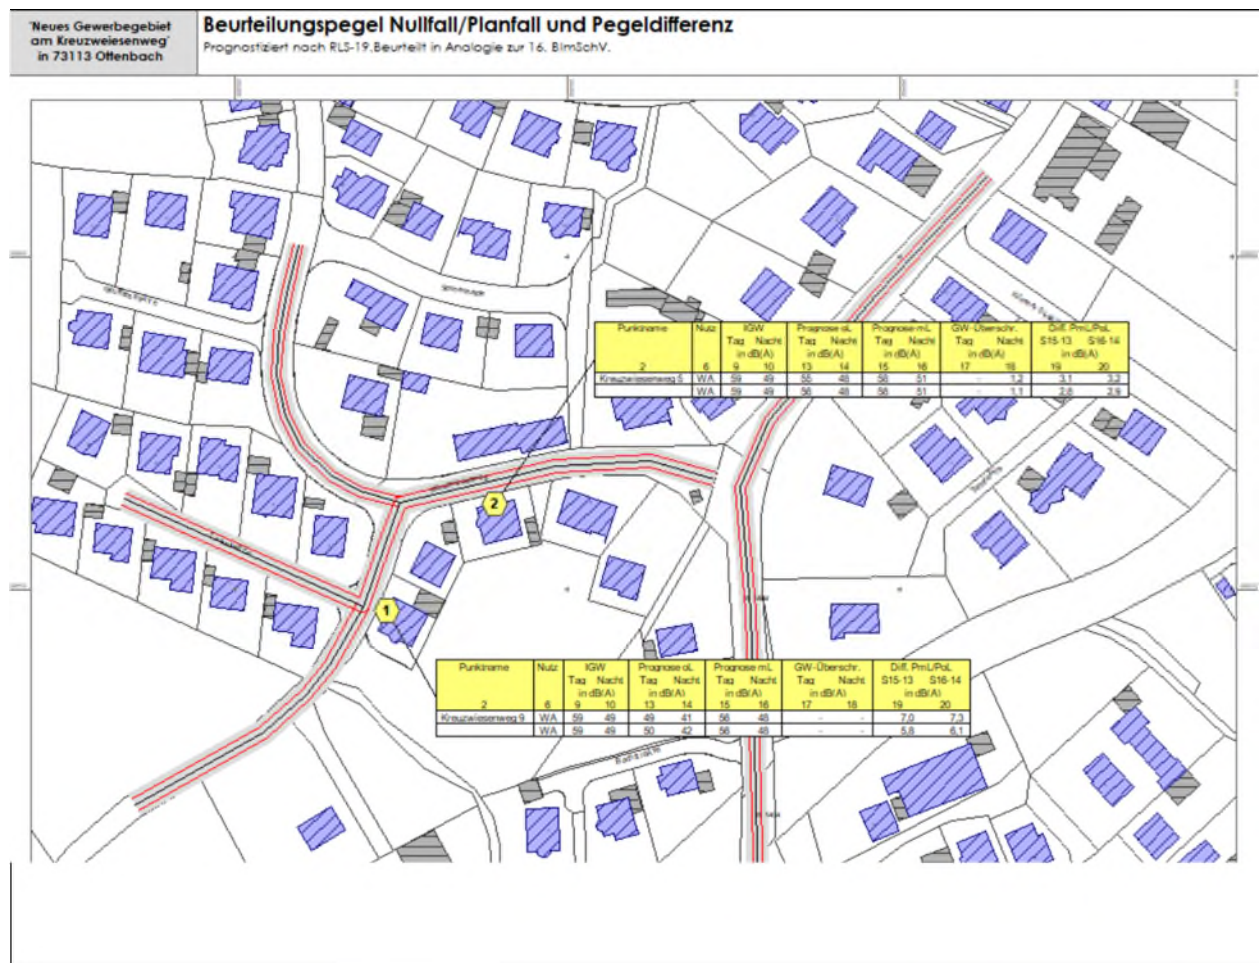 'Neues Gewerbegebiet
am Kreuzweiesenweg'
in 73113 Ottenbach
Beurteilungspegel Nullfall/Planfall und Pegeldifferenz
Prognostiziert nach RLS-19.Beurteilt in Analogie zur 16. BImSchV.
Punktname Nutz IGW Prognose oL Prognose mL GW-Überschr. Diff. PmL/PoL
Tag Nacht Tag Nacht Tag Nacht Tag Nacht S15-13 S16-14
in dB(A) in dB(A) in dB(A) in dB(A) in dB(A)
2 6 9 10 13 14 15 16 17 18 19 20
Kreuzwiesenweg 5 WA 59 49 55 48 58 51 - 1,2 3,1 3,2
WA 59 49 56 48 58 51 - 1,1 2,8 2,9
2
1
Punktname Nutz IGW Prognose oL Prognose mL GW-Überschr. Diff. PmL/PoL
Tag Nacht Tag Nacht Tag Nacht Tag Nacht S15-13 S16-14
in dB(A) in dB(A) in dB(A) in dB(A) in dB(A)
2 6 9 10 13 14 15 16 17 18 19 20
Kreuzwiesenweg 9 WA 59 49 49 41 56 48 - - 7,0 7,3
WA 59 49 50 42 56 48 - - 5,8 6,1